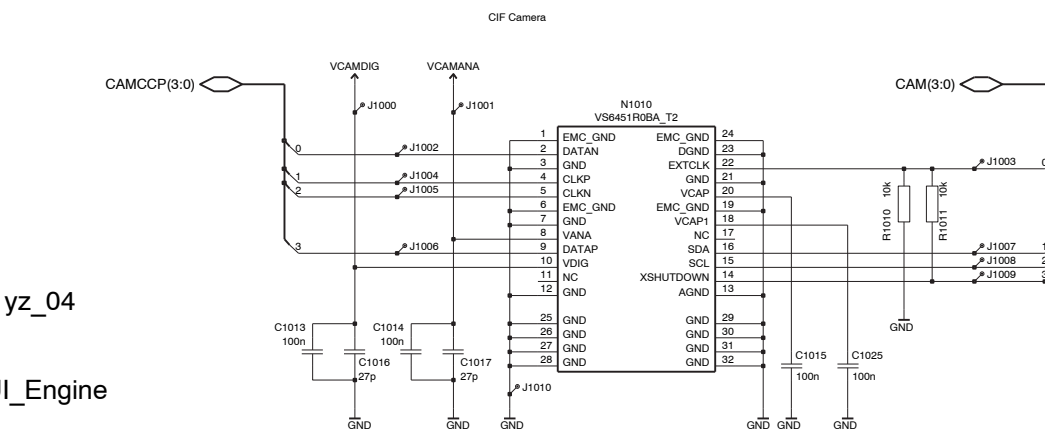 CIF Camera
VCAMDIG VCAMANA
CAMCCP(3:0) CAM(3:0)
J1000 J1001
N1010
VS6451R0BA_T2
1 EMC_GND EMC_GND 24
0 J1002 2 DATAN DGND 23
3 GND EXTCLK 22 J1003 0
1 J1004 4 CLKP GND 21
2 J1005 5 CLKN VCAP 20
6 EMC_GND EMC_GND 19
7 GND VCAP1 18
8 VANA NC 17
3 J1006 9 DATAP SDA 16 J1007 1
10 VDIG SCL 15 J1008 2
11 NC XSHUTDOWN 14 J1009 3
12 GND AGND 13
R1010 10k R1011 10k
GND
yz_04
25 GND GND 29
26 GND GND 30
27 GND GND 31
28 GND GND 32
C1013 100n C1016 27p
C1014 100n C1017 27p
C1015 100n C1025 100n
J1010
UI_Engine
GND GND GND GND GND GND